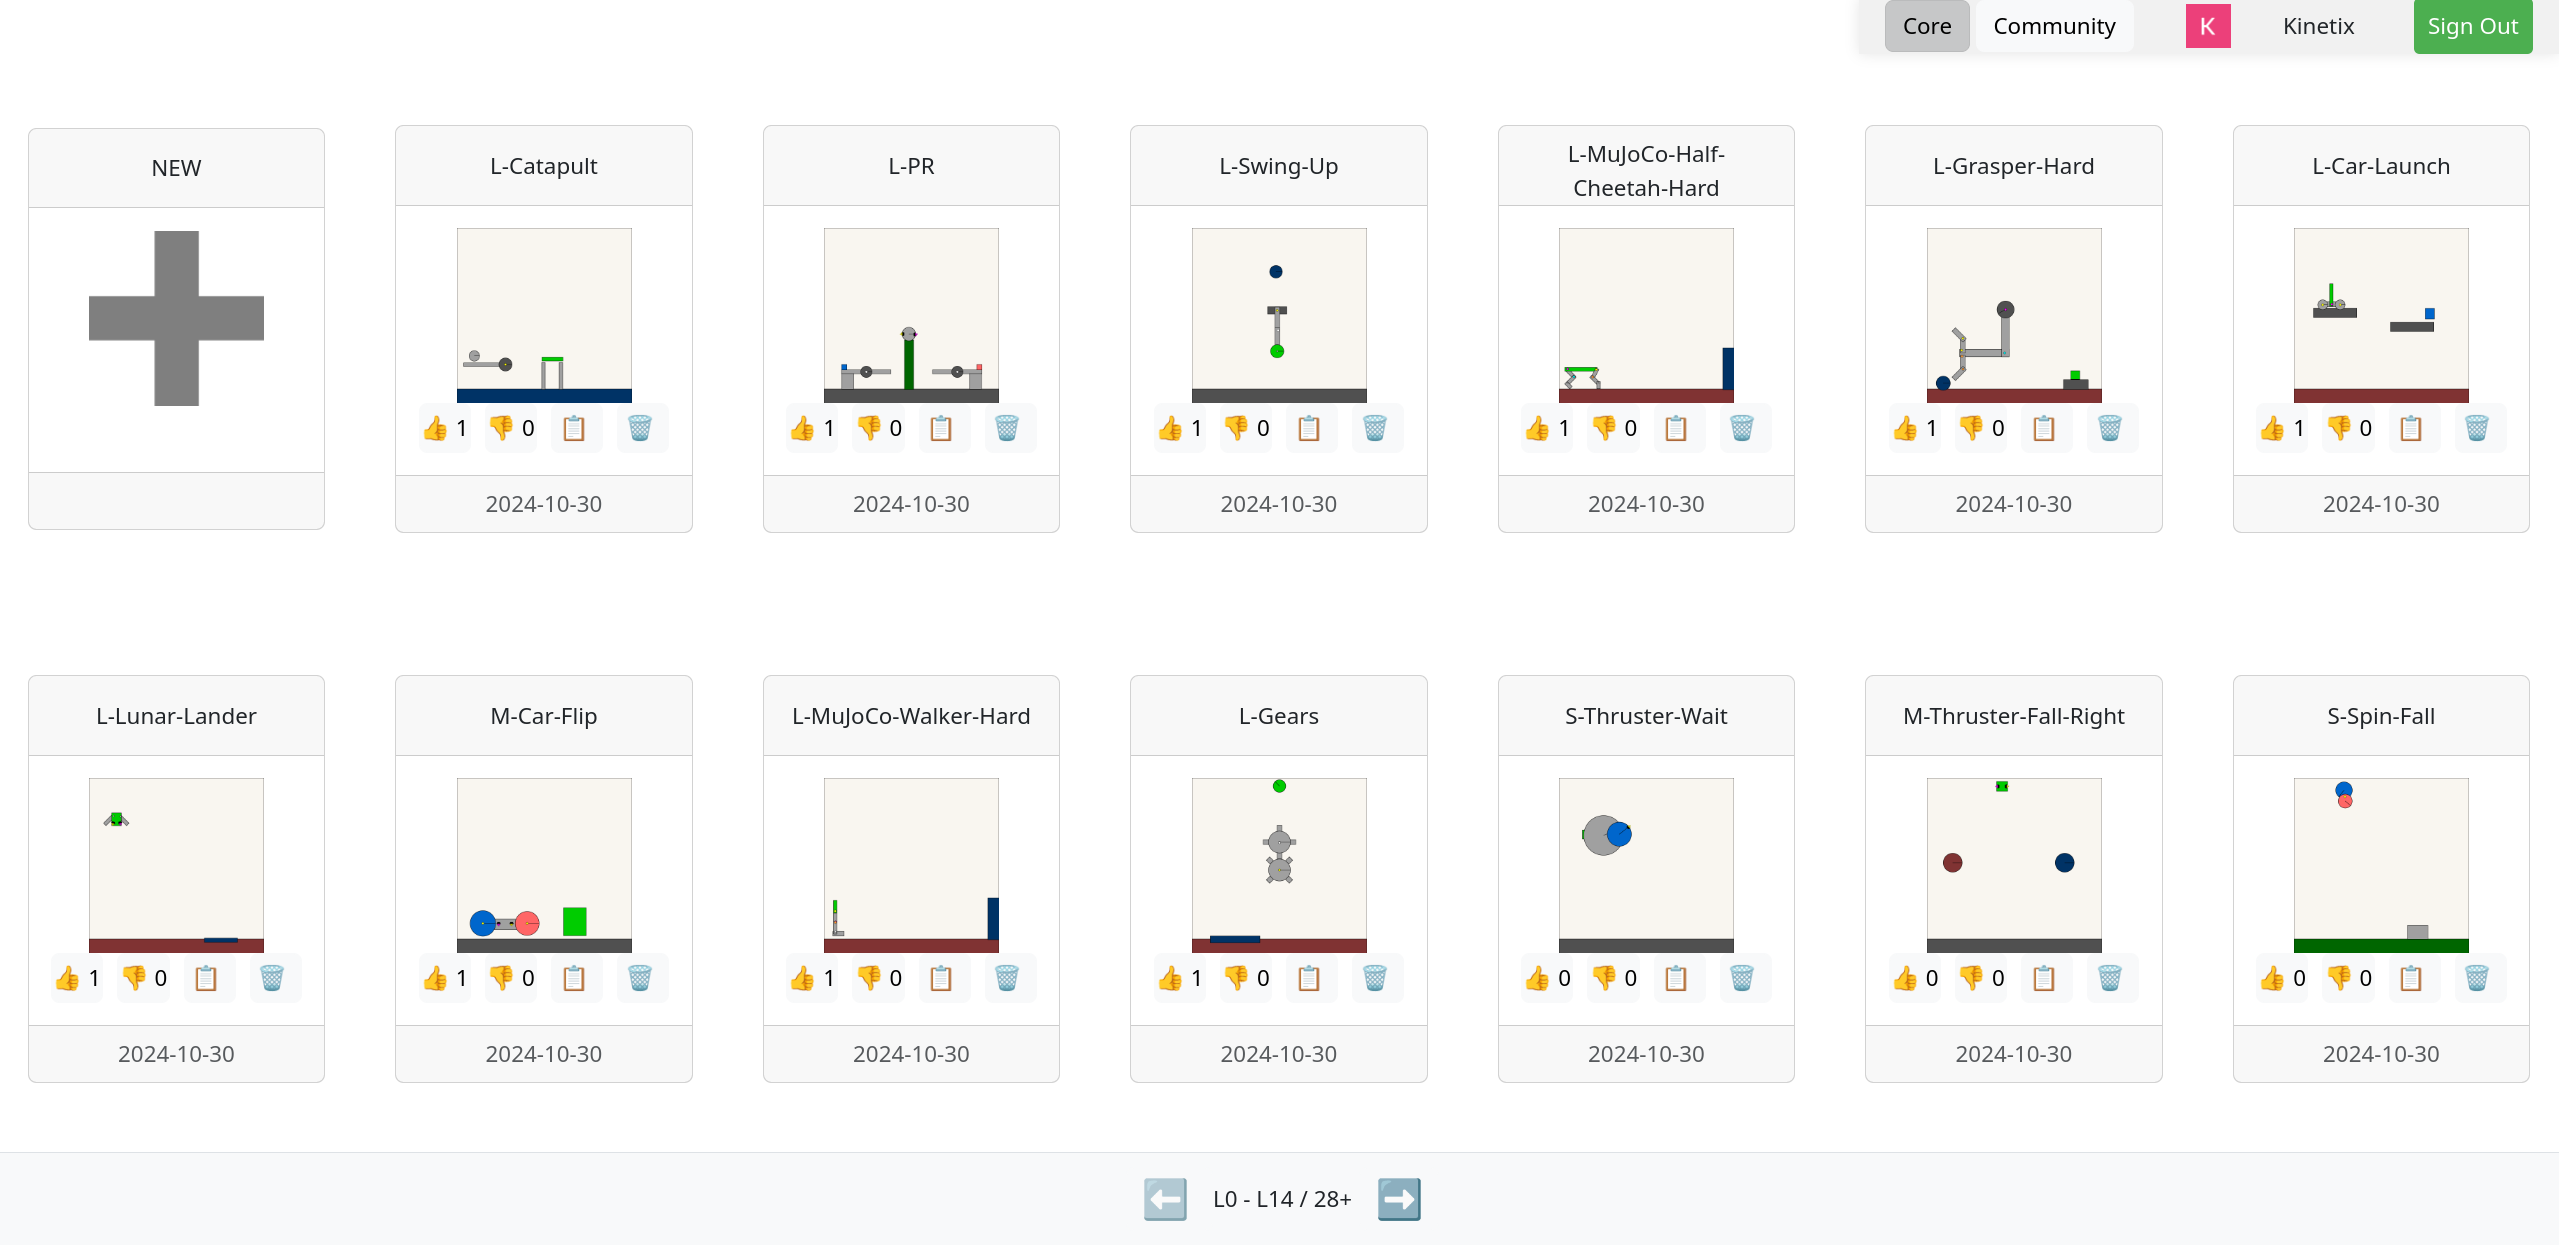 Core
Community
K
Kinetix
Sign Out
NEW
L-Catapult
L-PR
L-Swing-Up
L-MuJoCo-Half-
Cheetah-Hard
L-Grasper-Hard
L-Car-Launch
👍 1 👎 0 📋 🗑️
👍 1 👎 0 📋 🗑️
👍 1 👎 0 📋 🗑️
👍 1 👎 0 📋 🗑️
👍 1 👎 0 📋 🗑️
👍 1 👎 0 📋 🗑️
2024-10-30
2024-10-30
2024-10-30
2024-10-30
2024-10-30
2024-10-30
L-Lunar-Lander
M-Car-Flip
L-MuJoCo-Walker-Hard
L-Gears
S-Thruster-Wait
M-Thruster-Fall-Right
S-Spin-Fall
👍 1 👎 0 📋 🗑️
👍 1 👎 0 📋 🗑️
👍 1 👎 0 📋 🗑️
👍 1 👎 0 📋 🗑️
👍 0 👎 0 📋 🗑️
👍 0 👎 0 📋 🗑️
👍 0 👎 0 📋 🗑️
2024-10-30
2024-10-30
2024-10-30
2024-10-30
2024-10-30
2024-10-30
2024-10-30
⬅️ L0 - L14 / 28+ ➡️